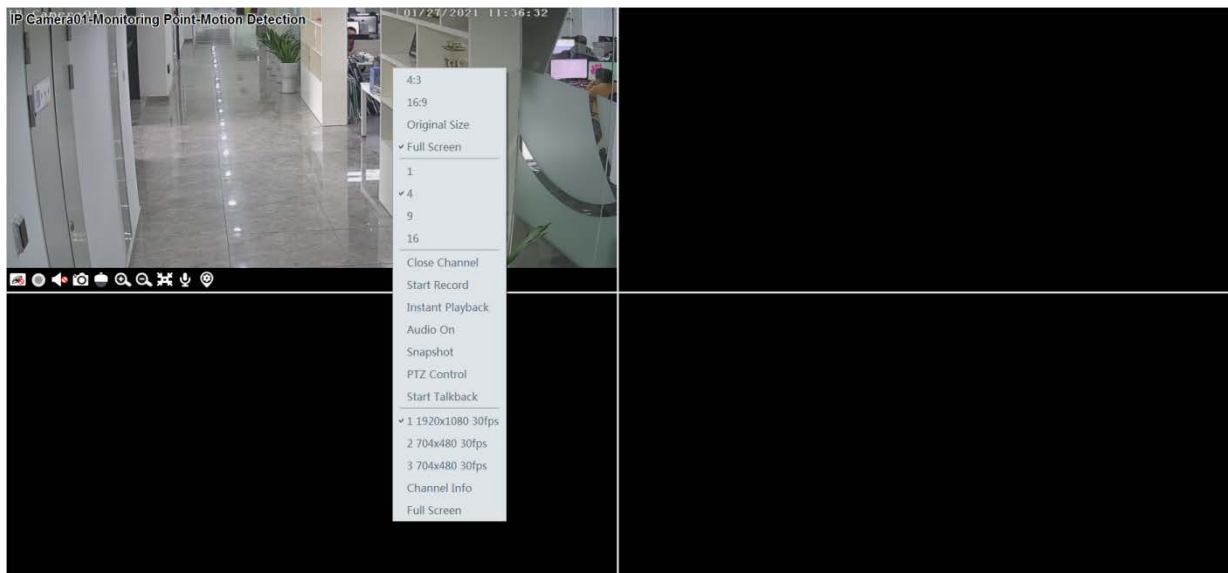 IP Camera01-Monitoring Point-Motion Detection
01/27/2021 11:36:32
4:3
16:9
Original Size
Full Screen
1
4
9
16
Close Channel
Start Record
Instant Playback
Audio On
Snapshot
PTZ Control
Start Talkback
1 1920x1080 30fps
2 704x480 30fps
3 704x480 30fps
Channel Info
Full Screen